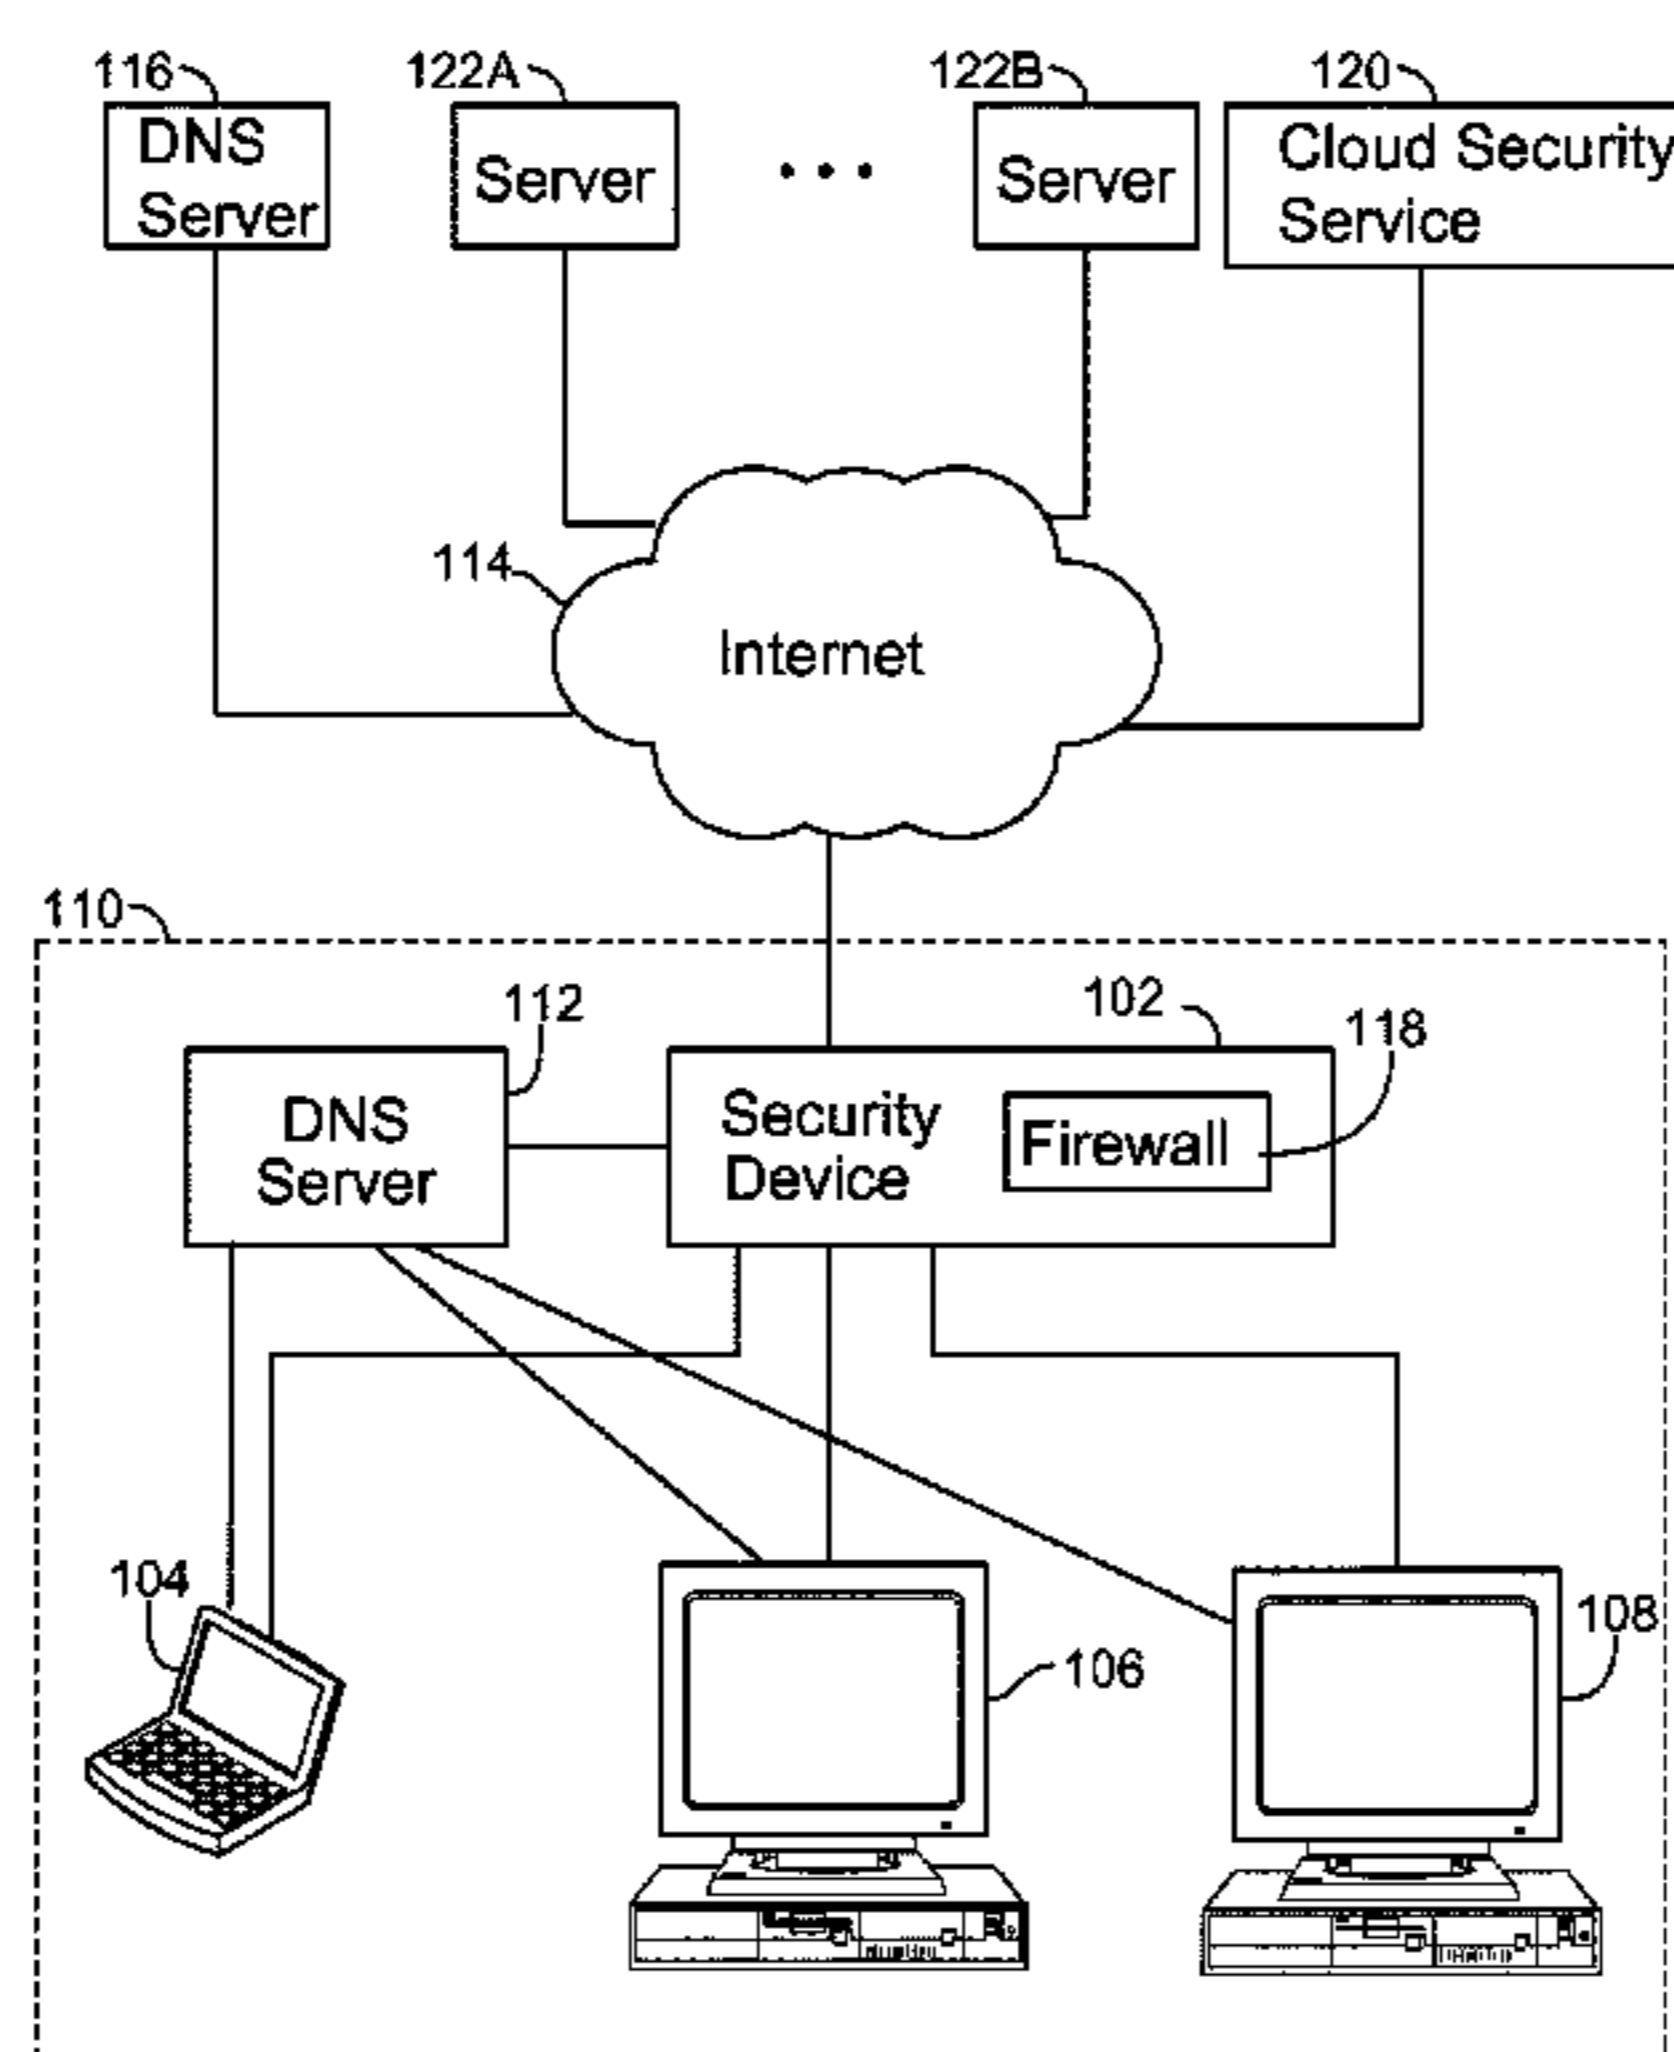 116
122A
122B
120
DNS
Server
Server
...
Server
Cloud Security
Service
114
Internet
110
112
102
118
DNS
Server
Security
Device
Firewall
104
106
108